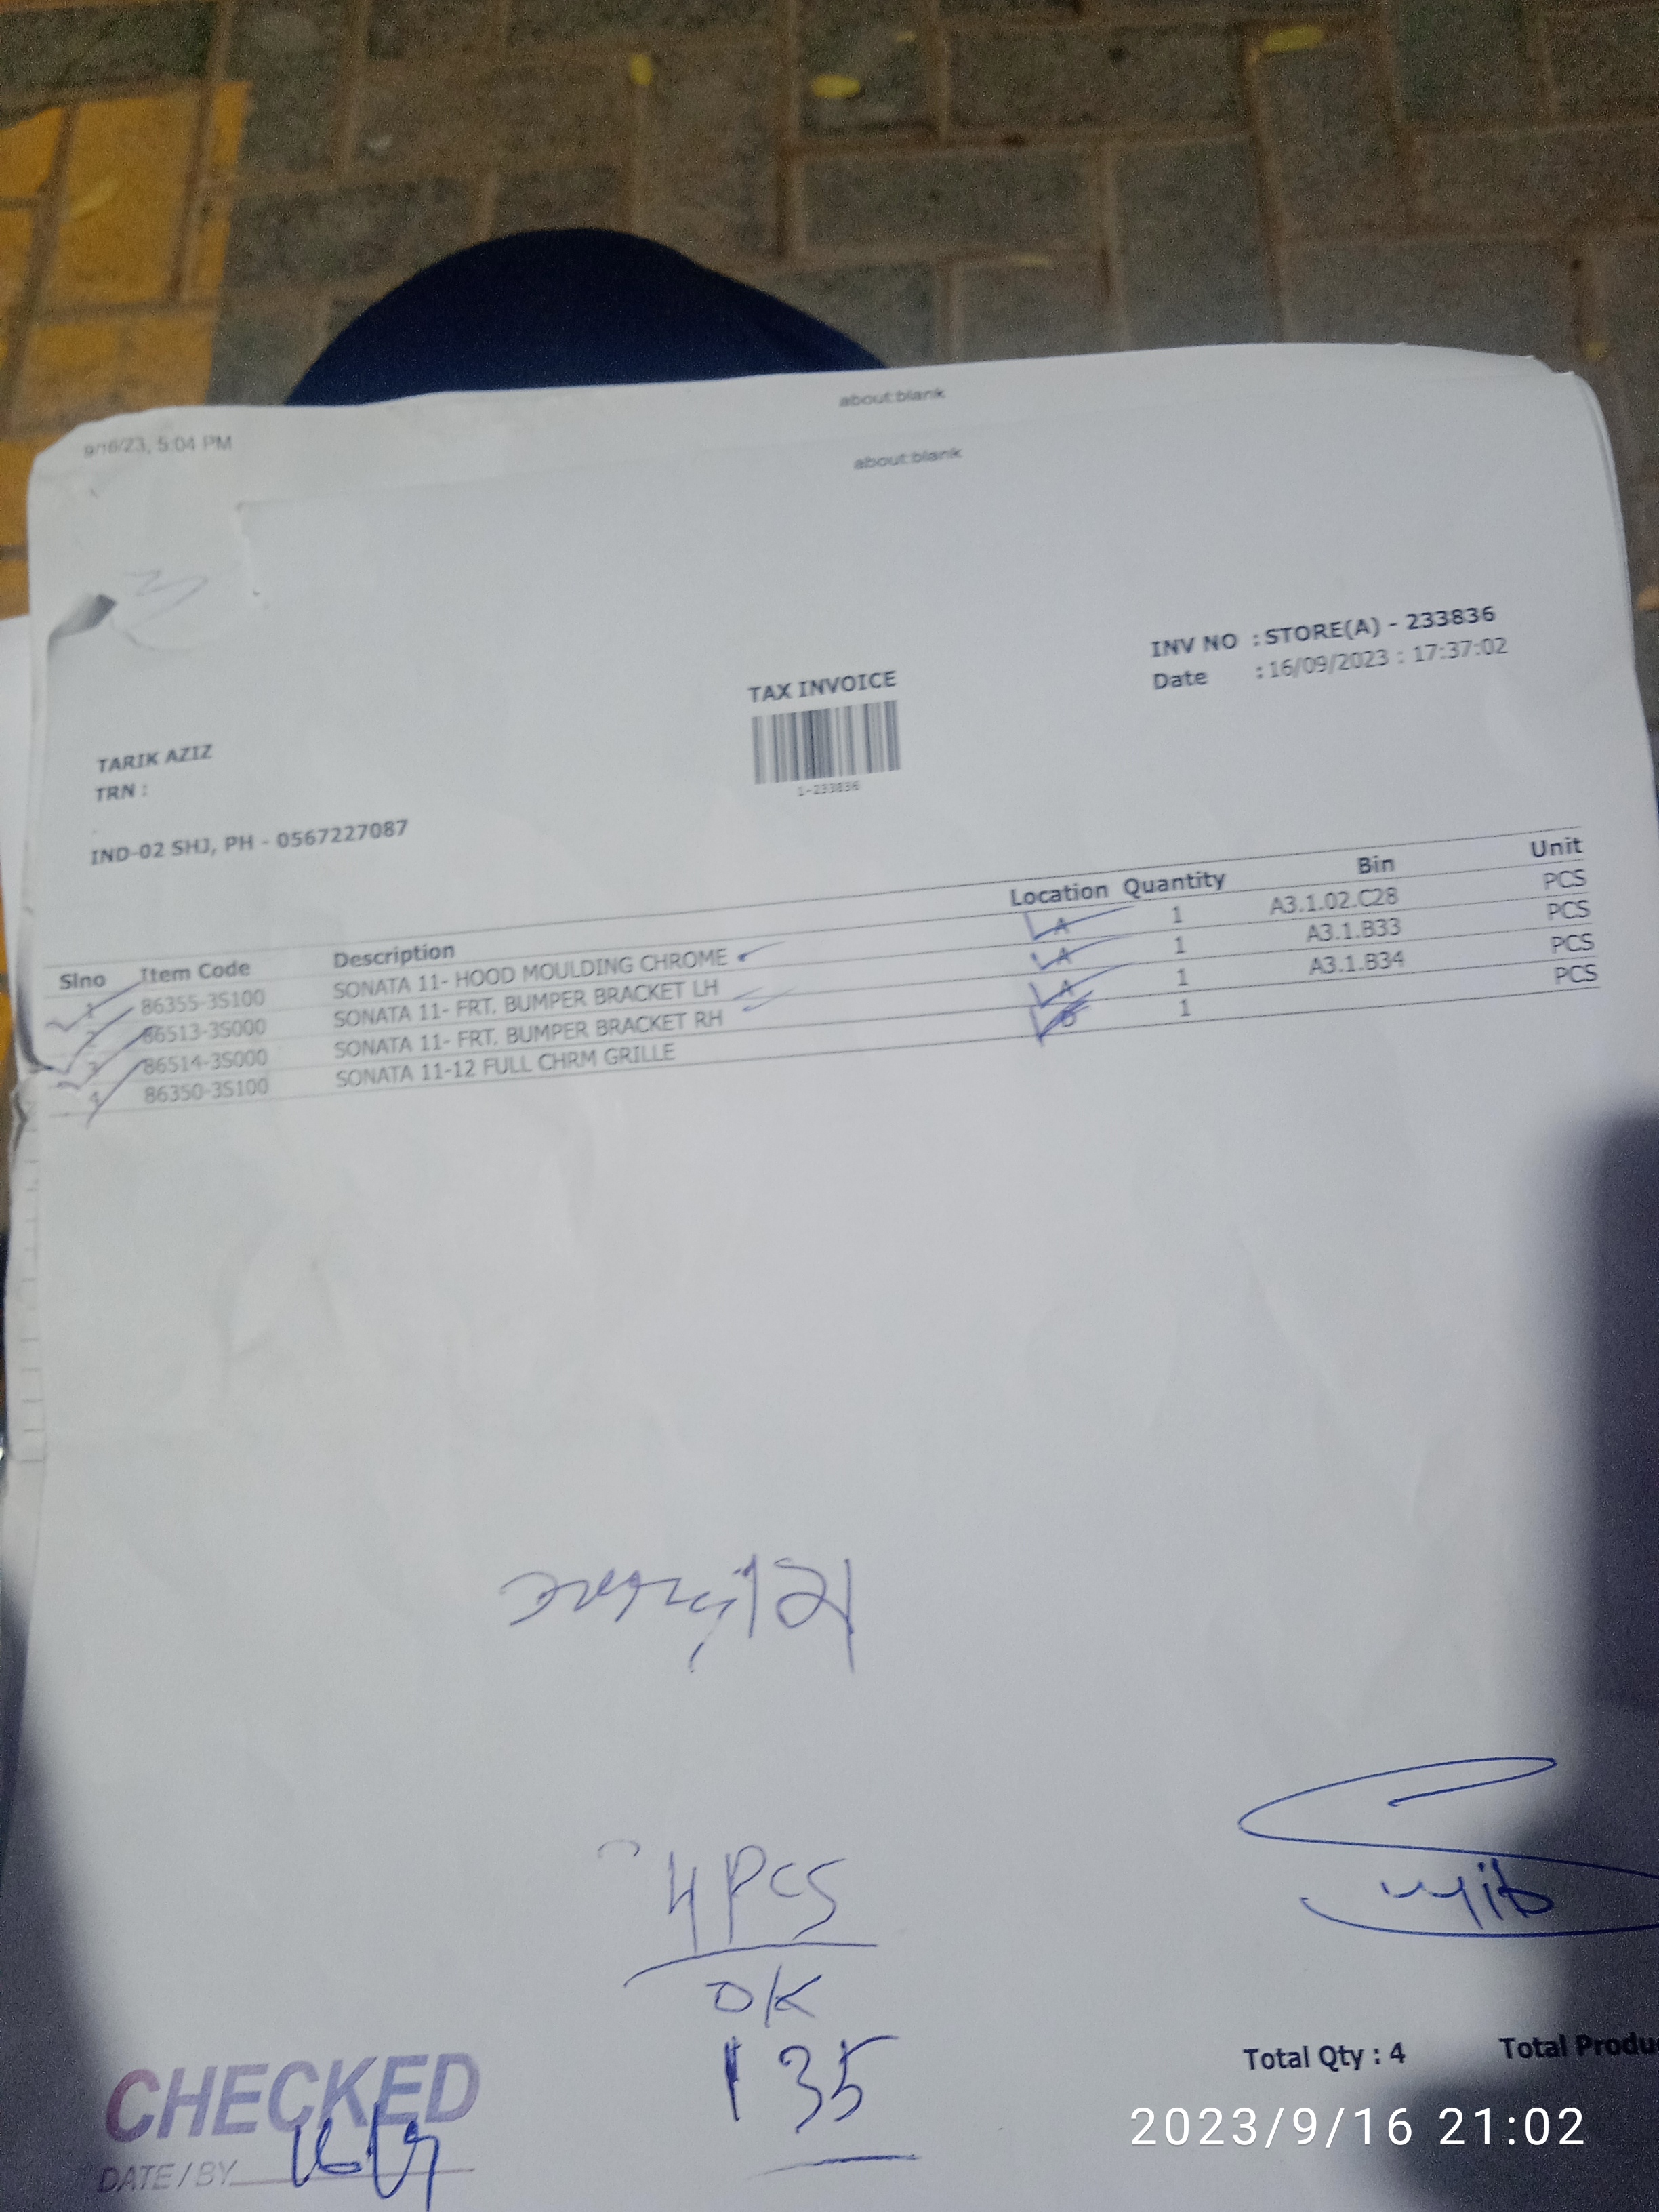 about:blank
9/16/23, 5:04 PM
about:blank
INV NO : STORE(A) - 233836
Date : 16/09/2023 : 17:37:02
TAX INVOICE
1-233836
TARIK AZIZ
TRN :
IND-02 SHJ, PH - 0567227087
Slno Item Code Description Location Quantity Bin Unit
1 86355-3S100 SONATA 11- HOOD MOULDING CHROME A 1 A3.1.02.C28 PCS
2 86513-3S000 SONATA 11- FRT. BUMPER BRACKET LH A 1 A3.1.B33 PCS
3 86514-3S000 SONATA 11- FRT. BUMPER BRACKET RH A 1 A3.1.B34 PCS
4 86350-3S100 SONATA 11-12 FULL CHRM GRILLE D 1 PCS
4 PCS
OK
135
Total Qty : 4 Total Produ
CHECKED
DATE / BY
2023/9/16 21:02